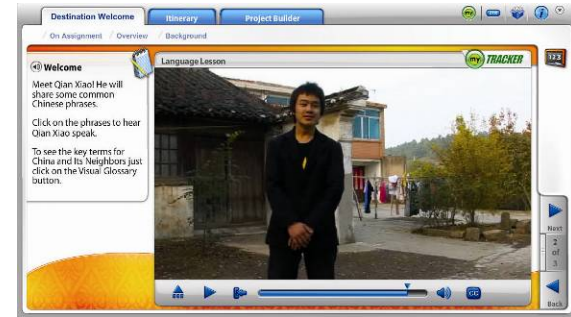 Destination Welcome
Itinerary
Project Builder
/ On Assignment / Overview / Background
Welcome
Language Lesson
my TRACKER
123
Meet Qian Xiao! He will
share some common
Chinese phrases.
Click on the phrases to hear
Qian Xiao speak.
To see the key terms for
China and Its Neighbors just
click on the Visual Glossary
button.
Next
2
of
3
Back
CC